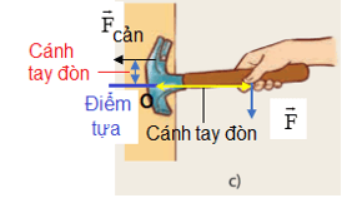 F cản
Cánh
tay đòn
Điểm
tựa
O
Cánh tay đòn
F
c)